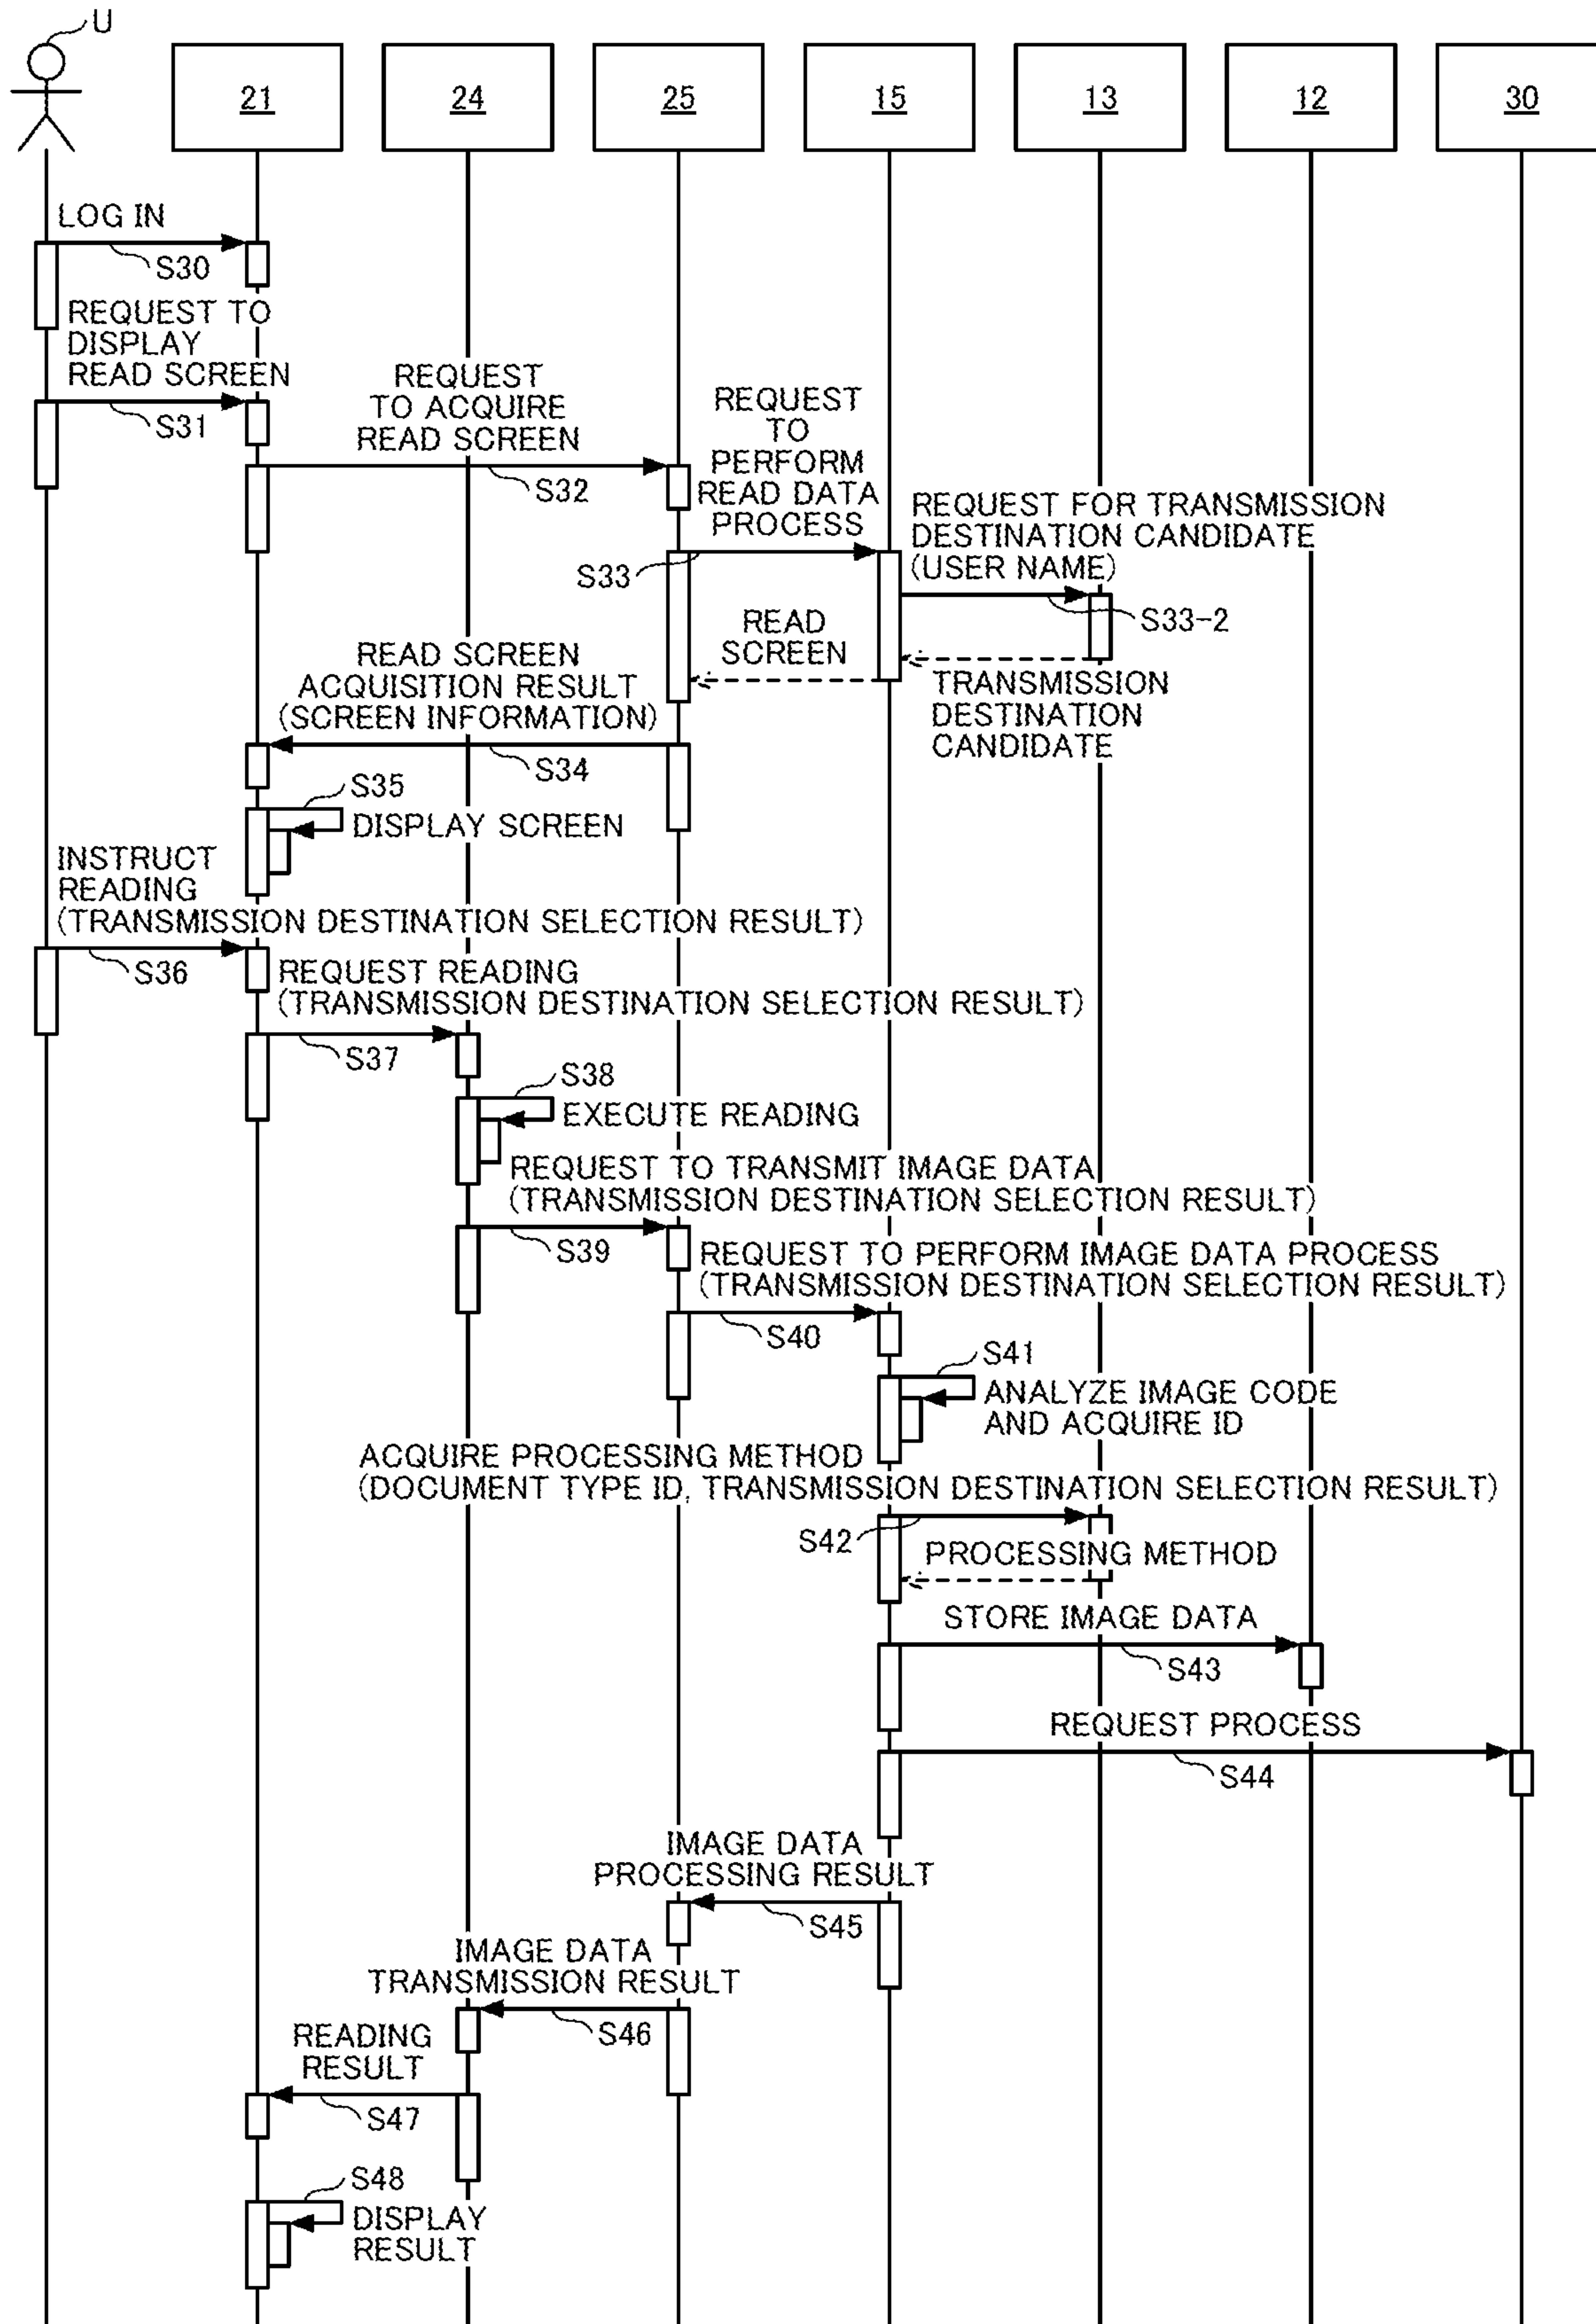 U
21
24
25
15
13
12
30
LOG IN
S30
REQUEST TO
DISPLAY
READ SCREEN
S31
REQUEST
TO ACQUIRE
READ SCREEN
S32
REQUEST
TO
PERFORM
READ DATA
PROCESS
S33
REQUEST FOR TRANSMISSION
DESTINATION CANDIDATE
(USER NAME)
S33-2
READ
SCREEN
TRANSMISSION
DESTINATION
CANDIDATE
READ SCREEN
ACQUISITION RESULT
(SCREEN INFORMATION)
S34
S35
DISPLAY SCREEN
INSTRUCT
READING
(TRANSMISSION DESTINATION SELECTION RESULT)
S36
REQUEST READING
(TRANSMISSION DESTINATION SELECTION RESULT)
S37
S38
EXECUTE READING
REQUEST TO TRANSMIT IMAGE DATA
(TRANSMISSION DESTINATION SELECTION RESULT)
S39
REQUEST TO PERFORM IMAGE DATA PROCESS
(TRANSMISSION DESTINATION SELECTION RESULT)
S40
S41
ANALYZE IMAGE CODE
AND ACQUIRE ID
ACQUIRE PROCESSING METHOD
(DOCUMENT TYPE ID, TRANSMISSION DESTINATION SELECTION RESULT)
S42
PROCESSING METHOD
STORE IMAGE DATA
S43
REQUEST PROCESS
S44
IMAGE DATA
PROCESSING RESULT
S45
IMAGE DATA
TRANSMISSION RESULT
S46
READING
RESULT
S47
S48
DISPLAY
RESULT